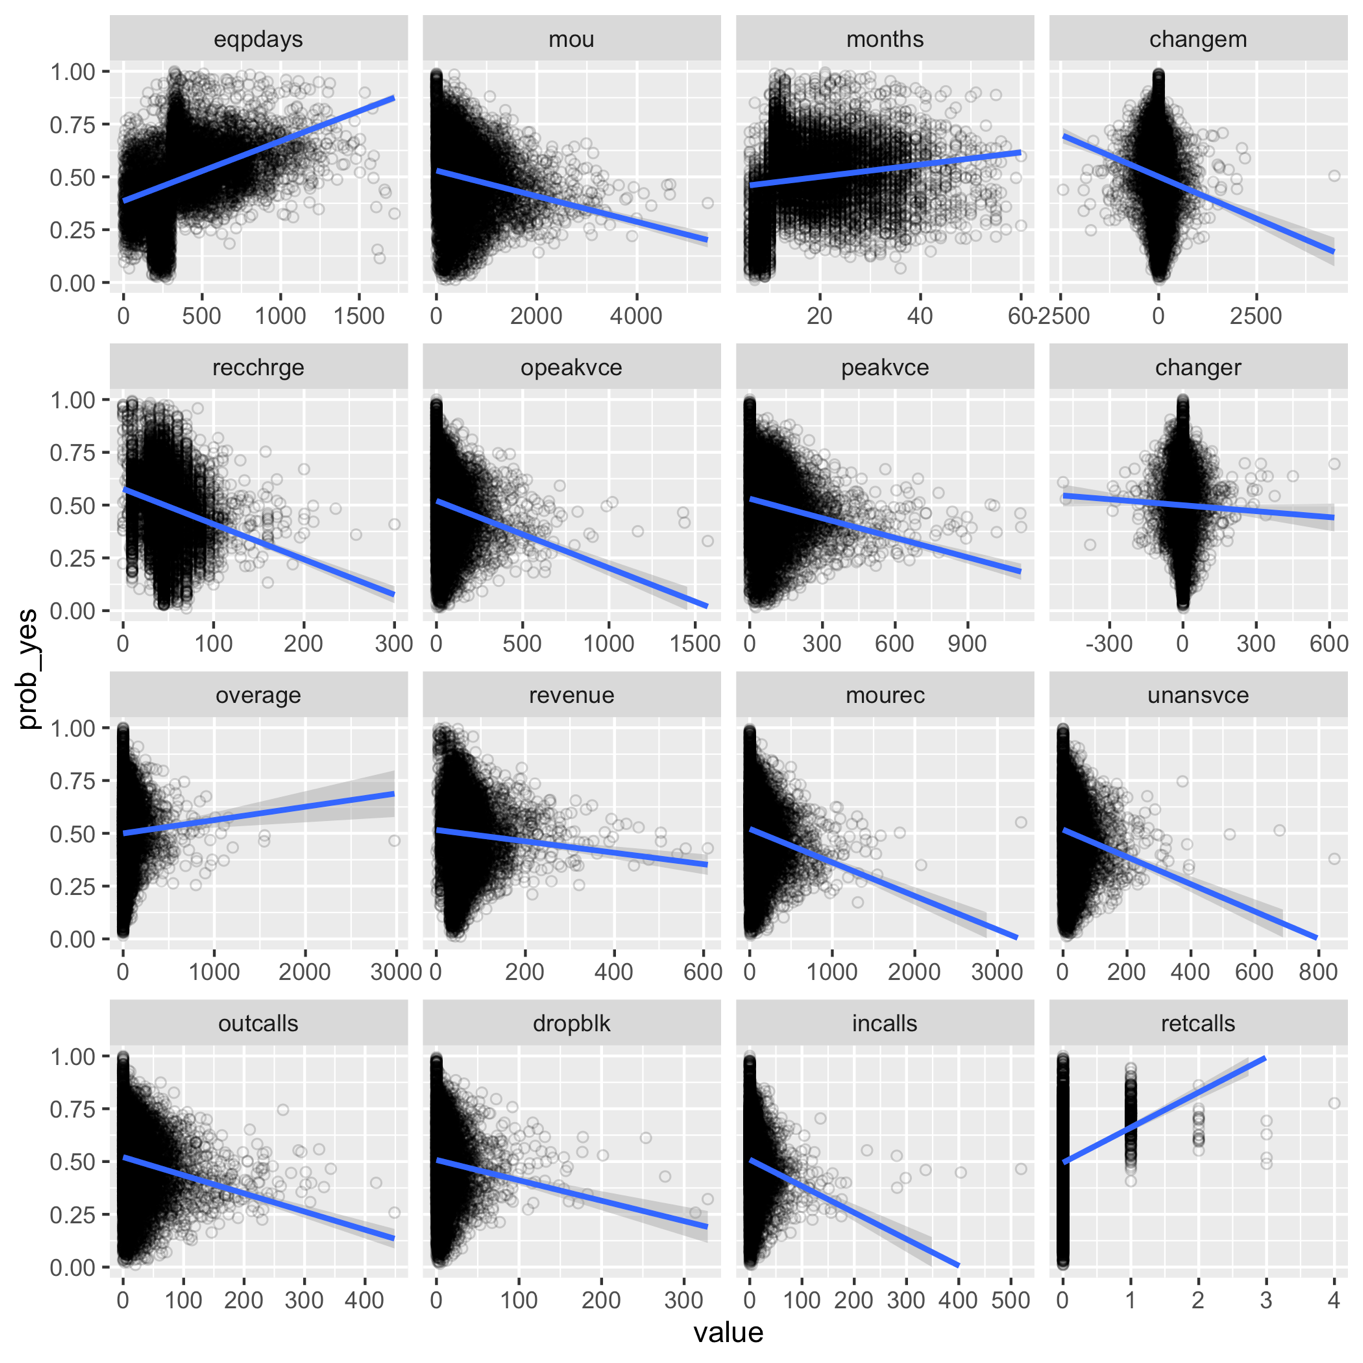 eqpdays mou months changem
1.00
0.75
0.50
0.25
0.00
0 500 1000 1500 0 2000 4000 20 40 60 -2500 0 2500
recchrge opeakvce peakvce changer
1.00
0.75
0.50
0.25
0.00
0 100 200 300 0 500 1000 1500 0 300 600 900 -300 0 300 600
prob_yes
overage revenue mourec unansvce
1.00
0.75
0.50
0.25
0.00
0 1000 2000 3000 0 200 400 600 0 1000 2000 3000 0 200 400 600 800
outcalls dropblk incalls retcalls
1.00
0.75
0.50
0.25
0.00
0 100 200 300 400 0 100 200 300 0 100 200 300 400 500 0 1 2 3 4
value